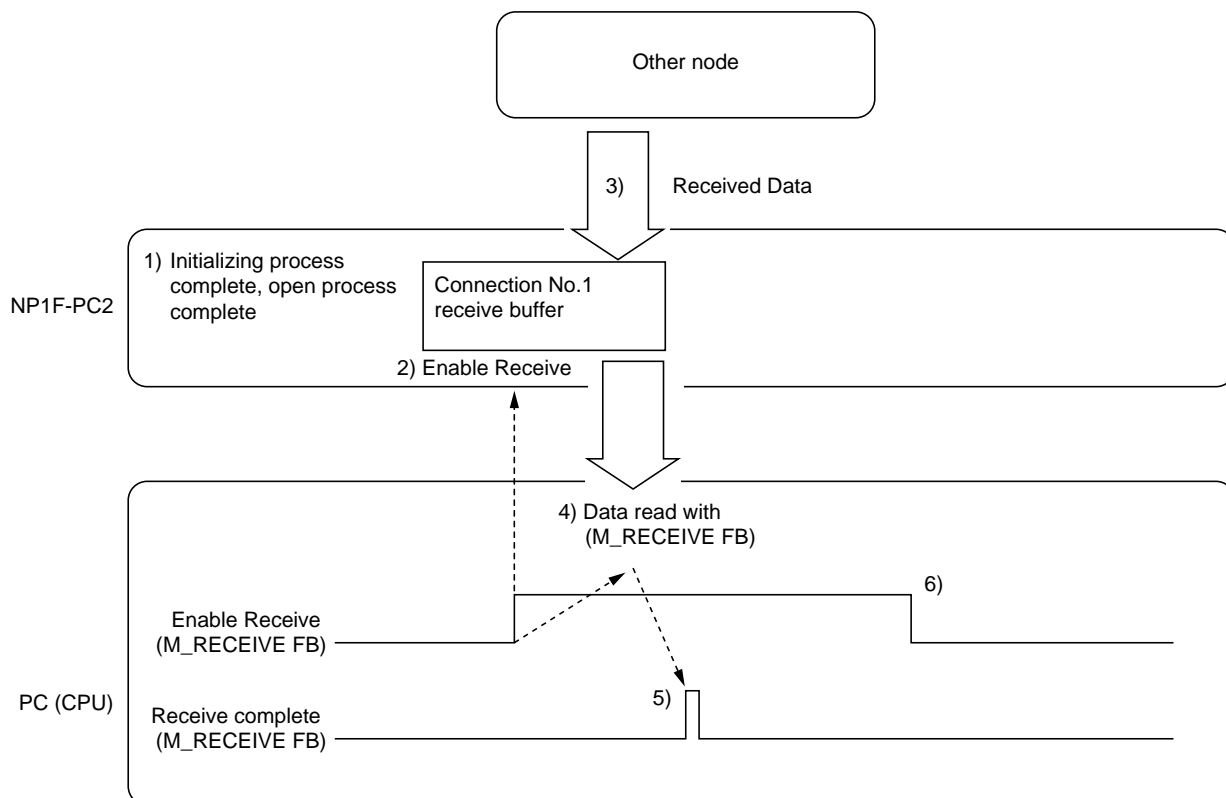 Other node
3)
Received Data
1) Initializing process
complete, open process
complete
Connection No.1
receive buffer
NP1F-PC2
2) Enable Receive
4) Data read with
(M_RECEIVE FB)
6)
Enable Receive
(M_RECEIVE FB)
5)
PC (CPU)
Receive complete
(M_RECEIVE FB)